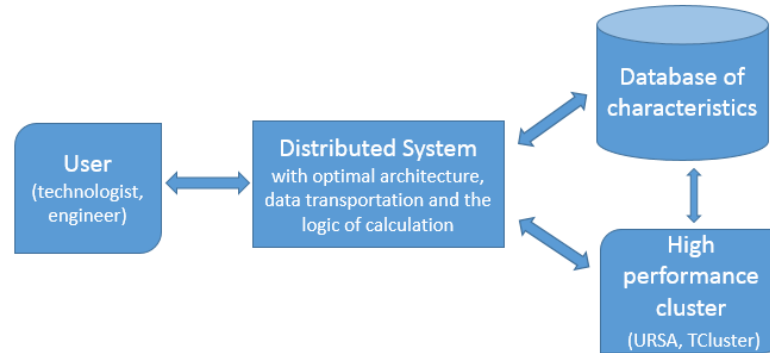 User
(technologist,
engineer)
Distributed System
with optimal architecture,
data transportation and the
logic of calculation
Database of
characteristics
High
performance
cluster
(URSA, TCluster)